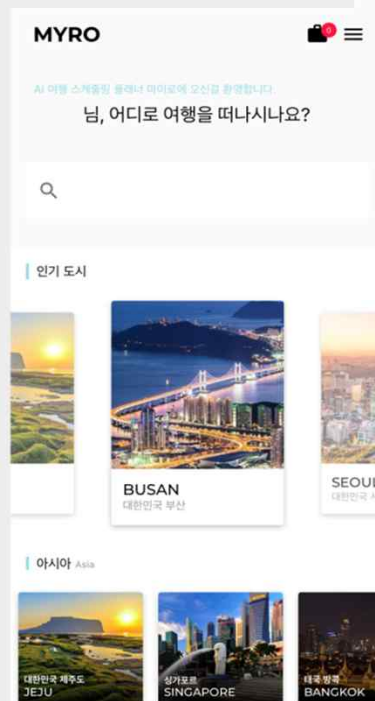 MYRO
0
AI 여행 스케줄링 플래너 마이로에 오신걸 환영합니다.
님, 어디로 여행을 떠나시나요?
인기 도시
BUSAN
대한민국 부산
SEOUL
대한민국
아시아 Asia
대한민국 제주도
JEJU
싱가포르
SINGAPORE
태국 방콕
BANGKOK